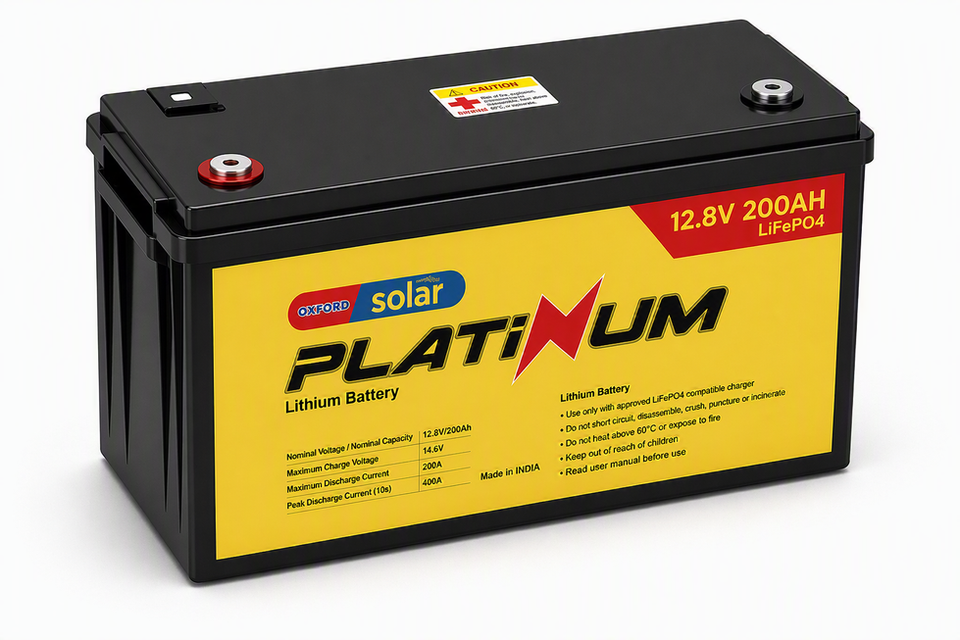 CAUTION
12.8V 200AH
LiFePO4
OXFORD solar
PLATiNUM
Lithium Battery
Nominal Voltage / Nominal Capacity 12.8V/200Ah
Maximum Charge Voltage 14.6V
Maximum Discharge Current 200A
Peak Discharge Current (10s) 400A
Made in INDIA
Lithium Battery
• Use only with approved LiFePO4 compatible charger
• Do not short circuit, disassemble, crush, puncture or incinerate
• Do not heat above 60°C or expose to fire
• Keep out of reach of children
• Read user manual before use